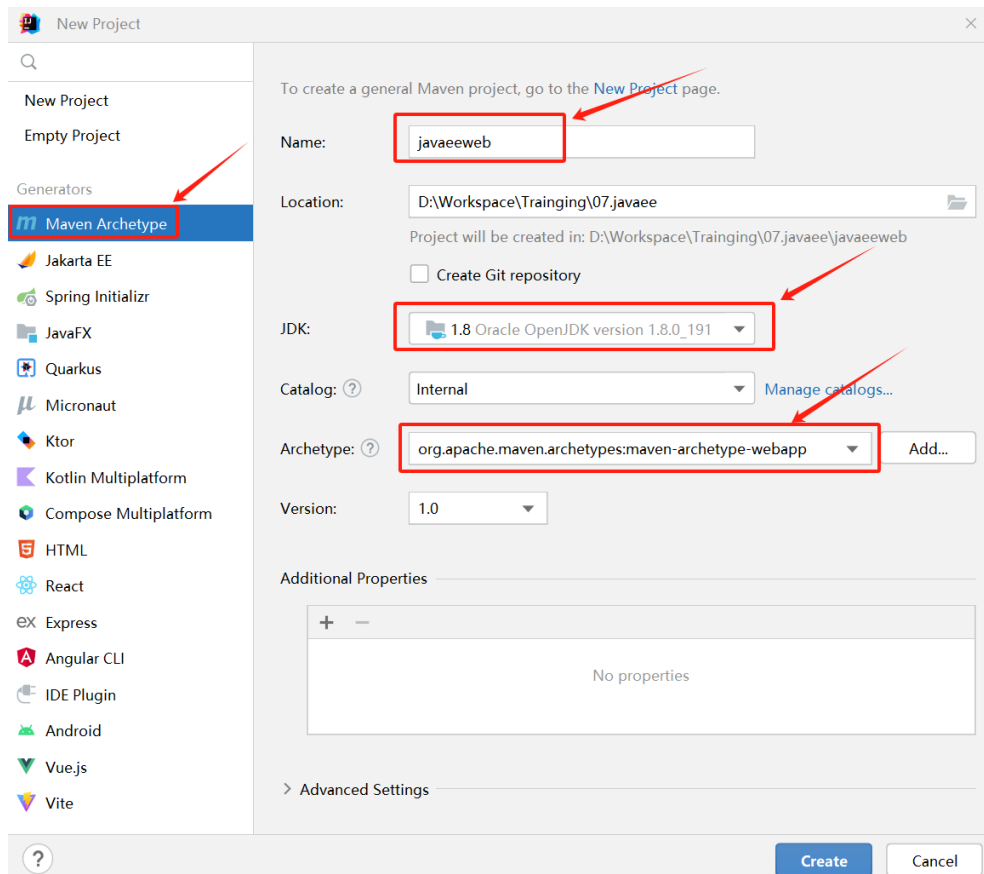 New Project
To create a general Maven project, go to the New Project page.
New Project
Empty Project
Name:
javaeeweb
Generators
Location:
D:\Workspace\Trainging\07.javaee
Maven Archetype
Project will be created in: D:\Workspace\Trainging\07.javaee\javaeeweb
Jakarta EE
Create Git repository
Spring Initializr
JDK:
1.8 Oracle OpenJDK version 1.8.0_191
JavaFX
Quarkus
Catalog: ?
Internal
Manage catalogs...
Micronaut
Ktor
Archetype: ?
org.apache.maven.archetypes:maven-archetype-webapp
Add...
Kotlin Multiplatform
Compose Multiplatform
Version:
1.0
HTML
React
Additional Properties
Express
Angular CLI
No properties
IDE Plugin
Android
Vue.js
Advanced Settings
Vite
?
Create
Cancel